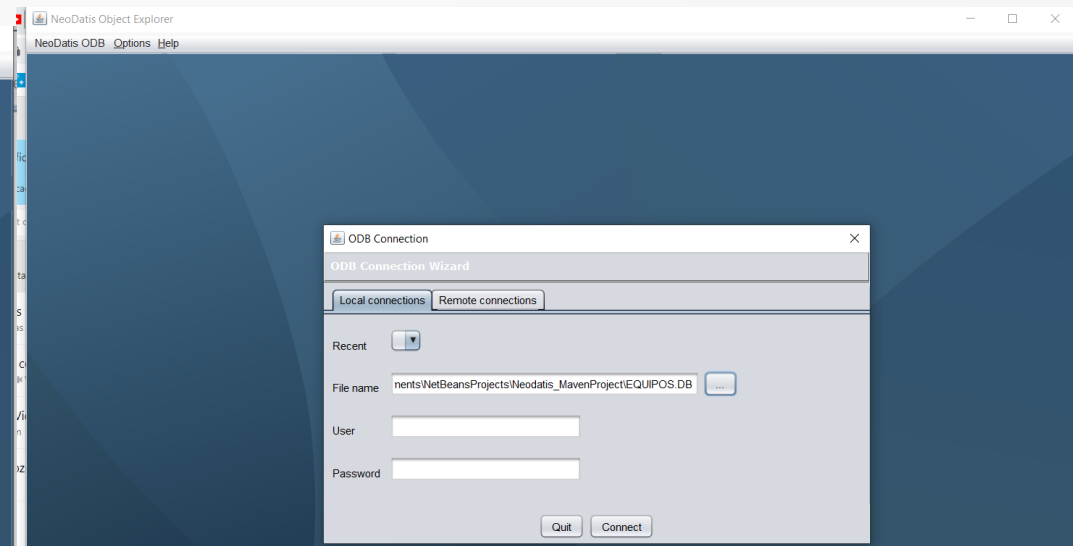 NeoDatis Object Explorer
NeoDatis ODB Options Help
ODB Connection
ODB Connection Wizard
Local connections Remote connections
Recent
File name nents\NetBeansProjects\Neodatis_MavenProject\EQUIPOS.DB ...
User
Password
Quit Connect